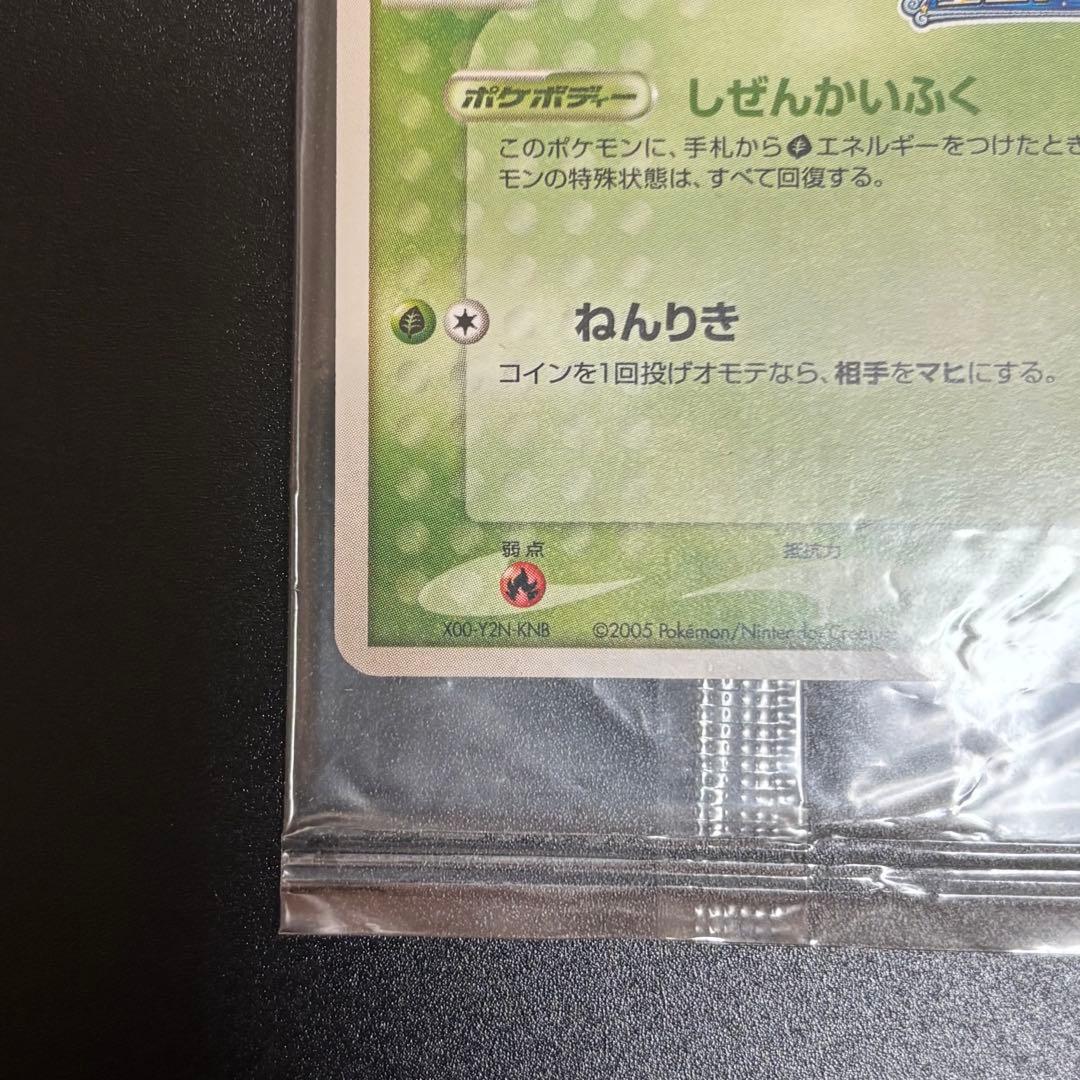 ポケボディー しぜんかいふく
このポケモンに、手札からエネルギーをつけたとき
モンの特殊状態は、すべて回復する。
ねんりき
コインを1回投げオモテなら、相手をマヒにする。
弱点 抵抗力
X00-Y2N-KNB ©2005 Pokémon/Nintendo/Creatures